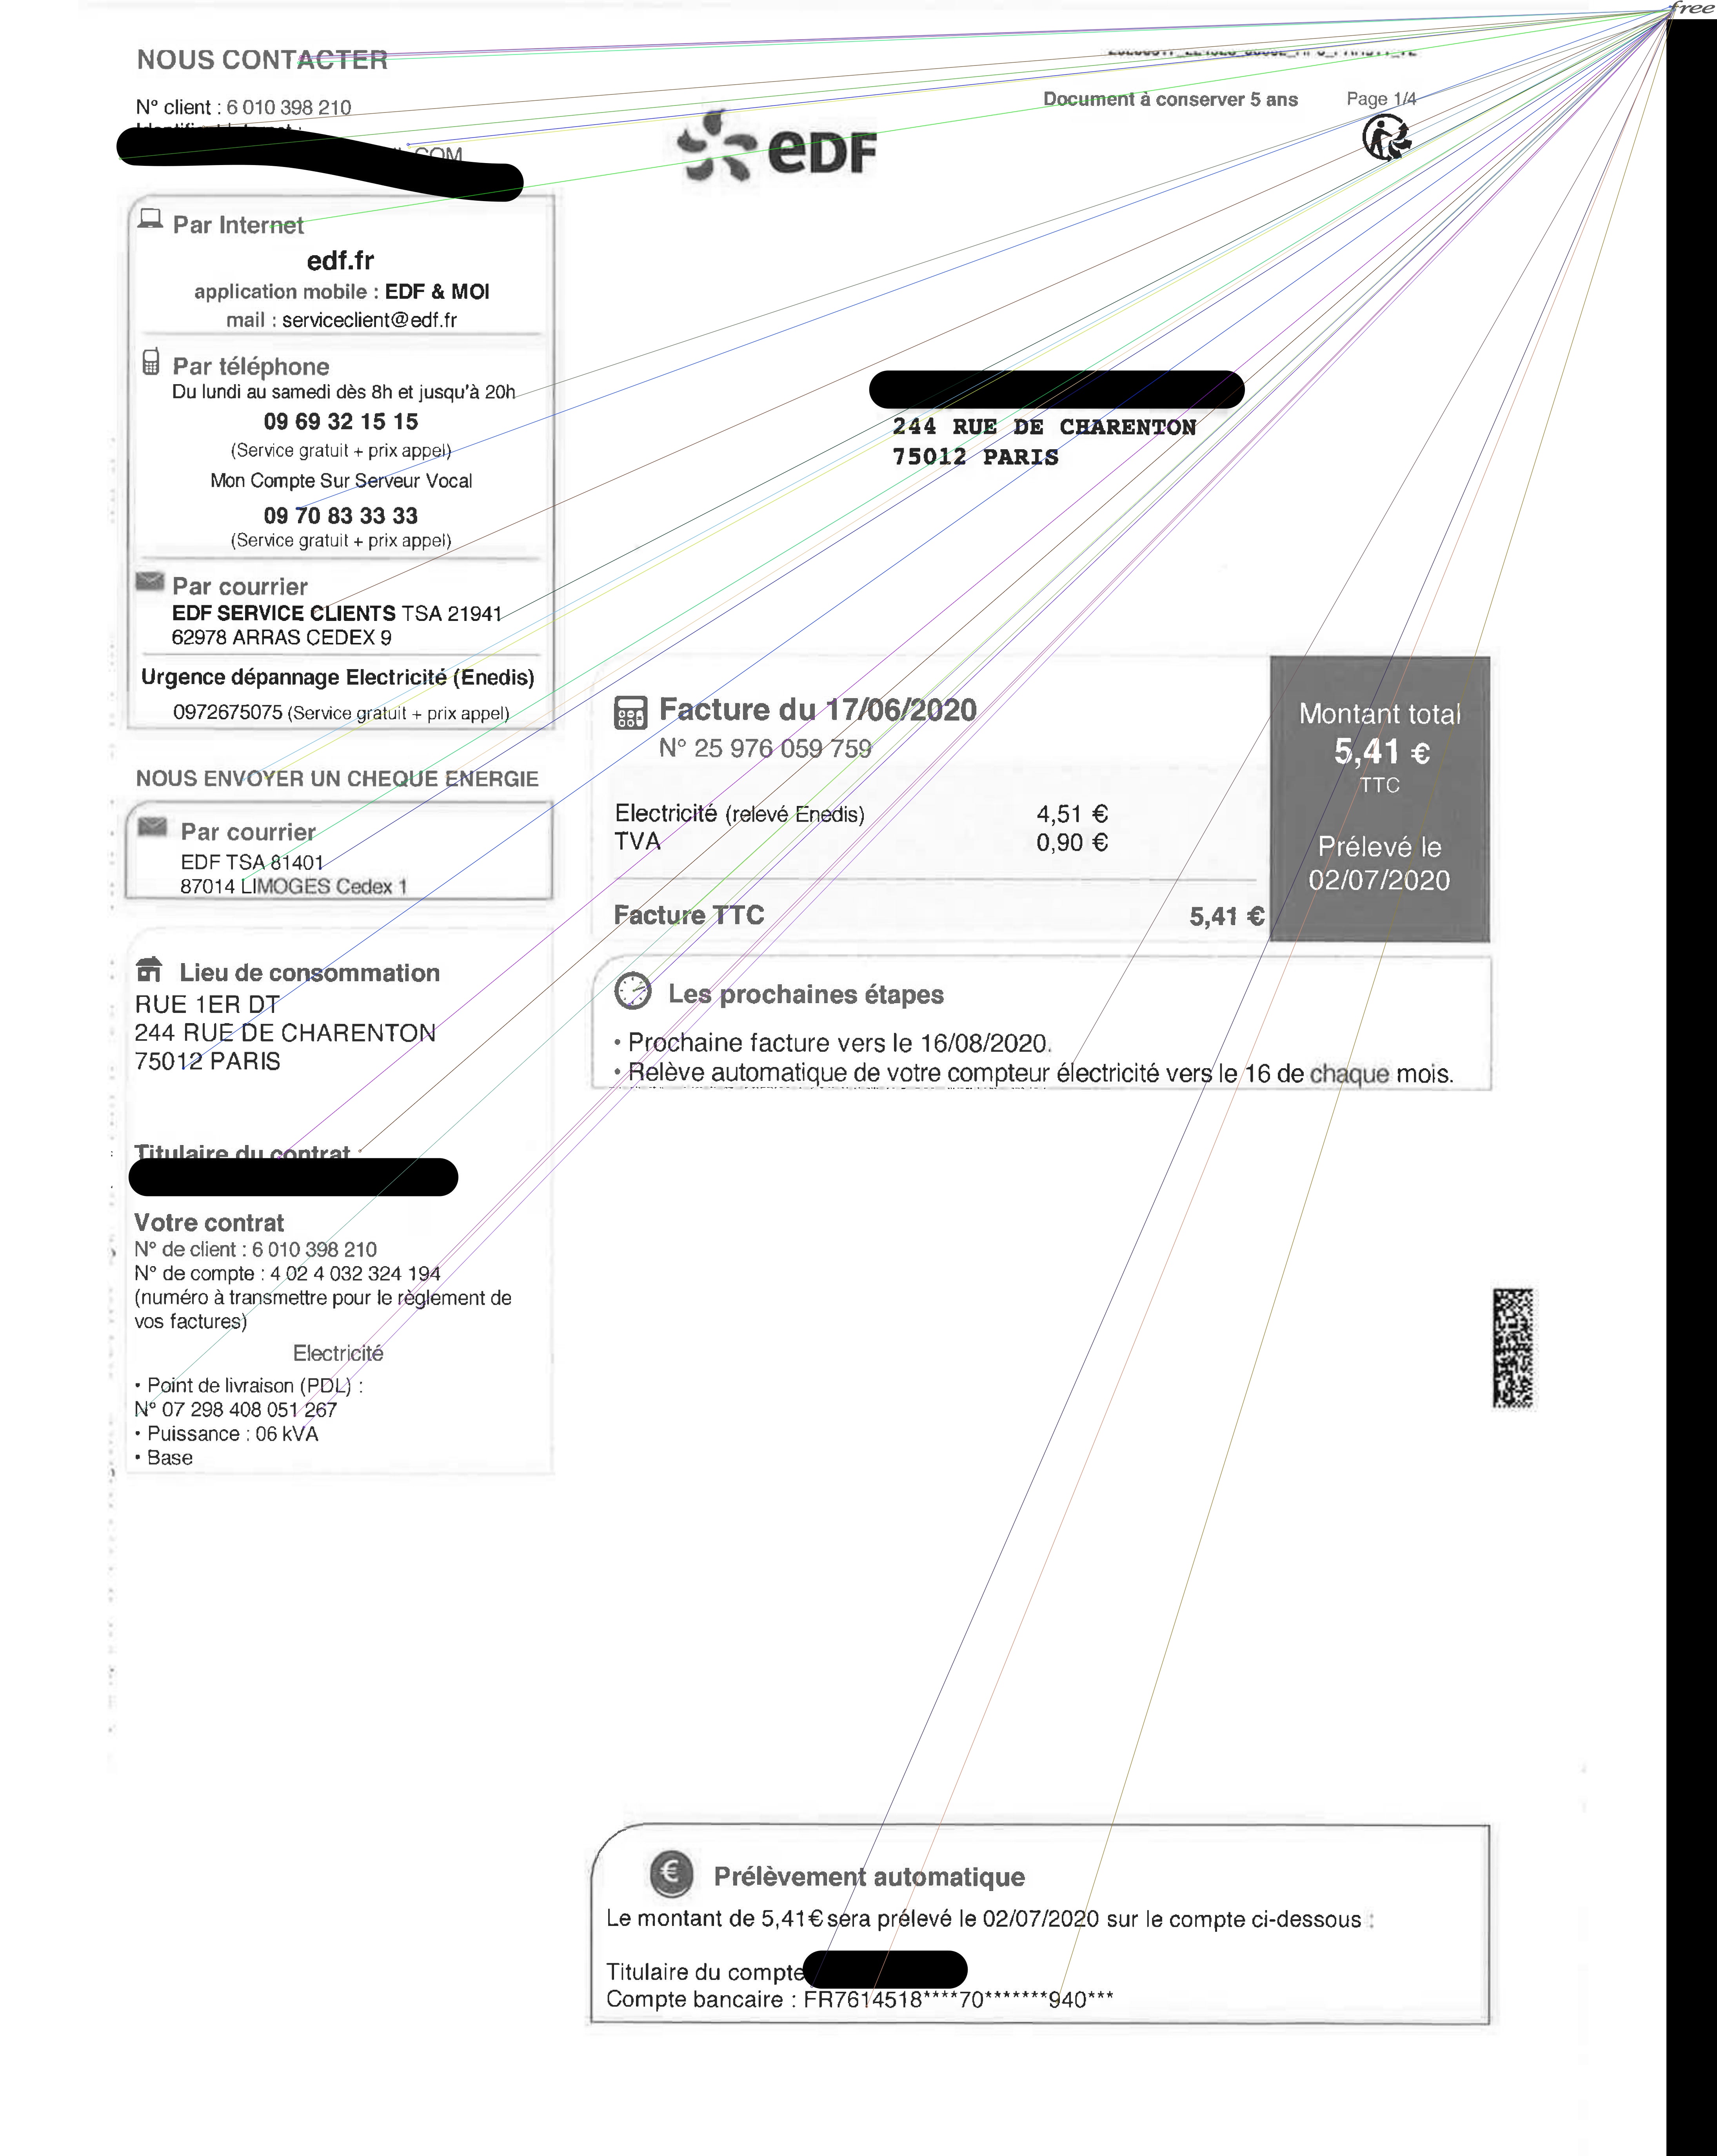 free
NOUS CONTACTER
N° client : 6 010 398 210
Document à conserver 5 ans
Page 1/4
eDF
Par Internet
edf.fr
application mobile : EDF & MOI
mail : serviceclient@edf.fr
Par téléphone
Du lundi au samedi dès 8h et jusqu'à 20h
09 69 32 15 15
(Service gratuit + prix appel)
Mon Compte Sur Serveur Vocal
09 70 83 33 33
(Service gratuit + prix appel)
Par courrier
EDF SERVICE CLIENTS TSA 21941
62978 ARRAS CEDEX 9
Urgence dépannage Electricité (Enedis)
0972675075 (Service gratuit + prix appel)
NOUS ENVOYER UN CHEQUE ENERGIE
Par courrier
EDF TSA 81401
87014 LIMOGES Cedex 1
Lieu de consommation
RUE 1ER DT
244 RUE DE CHARENTON
75012 PARIS
Titulaire du contrat
Votre contrat
N° de client : 6 010 398 210
N° de compte : 4 02 4 032 324 194
(numéro à transmettre pour le règlement de
vos factures)
Electricité
• Point de livraison (PDL) :
N° 07 298 408 051 267
• Puissance : 06 kVA
• Base
244 RUE DE CHARENTON
75012 PARIS
Facture du 17/06/2020
N° 25 976 059 759
Electricité (relevé Enedis) 4,51 €
TVA 0,90 €
Facture TTC 5,41 €
Montant total
5,41 €
TTC
Prélevé le
02/07/2020
Les prochaines étapes
• Prochaine facture vers le 16/08/2020.
• Relève automatique de votre compteur électricité vers le 16 de chaque mois.
Prélèvement automatique
Le montant de 5,41€ sera prélevé le 02/07/2020 sur le compte ci-dessous :
Titulaire du compte
Compte bancaire : FR7614518****70*******940***